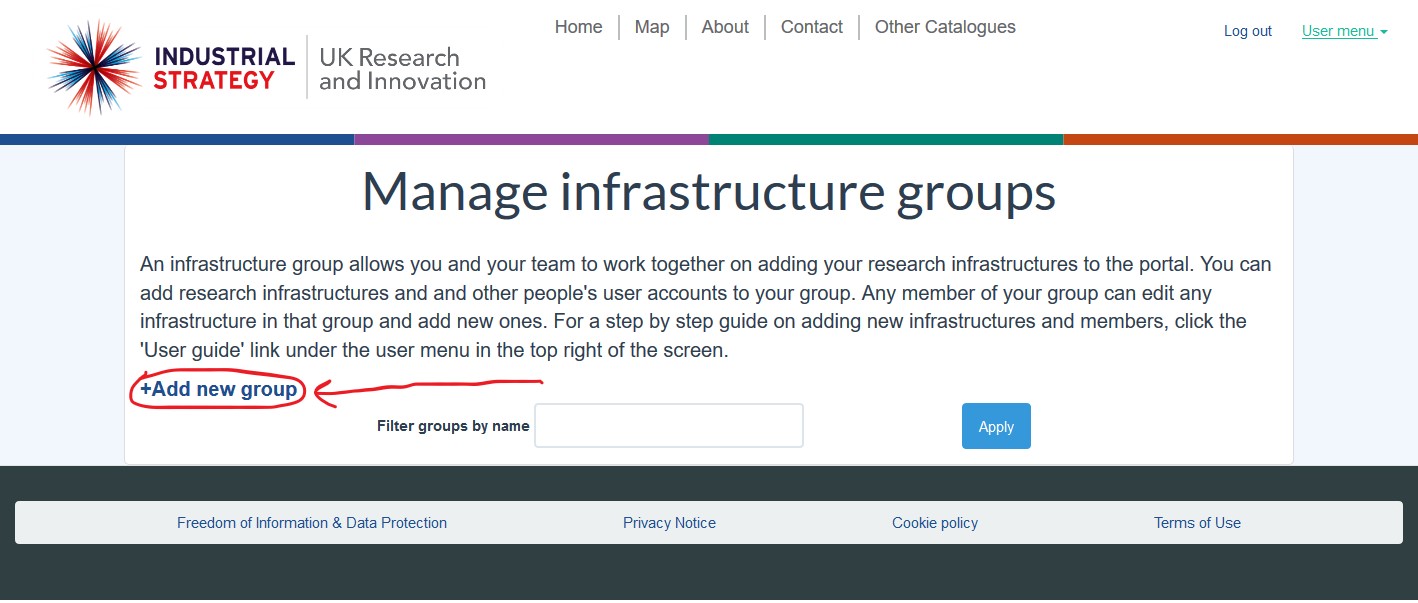 INDUSTRIAL
STRATEGY
UK Research
and Innovation
Home
Map
About
Contact
Other Catalogues
Log out
User menu
Manage infrastructure groups
An infrastructure group allows you and your team to work together on adding your research infrastructures to the portal. You can
add research infrastructures and and other people's user accounts to your group. Any member of your group can edit any
infrastructure in that group and add new ones. For a step by step guide on adding new infrastructures and members, click the
'User guide' link under the user menu in the top right of the screen.
+Add new group
Filter groups by name
Apply
Freedom of Information & Data Protection
Privacy Notice
Cookie policy
Terms of Use